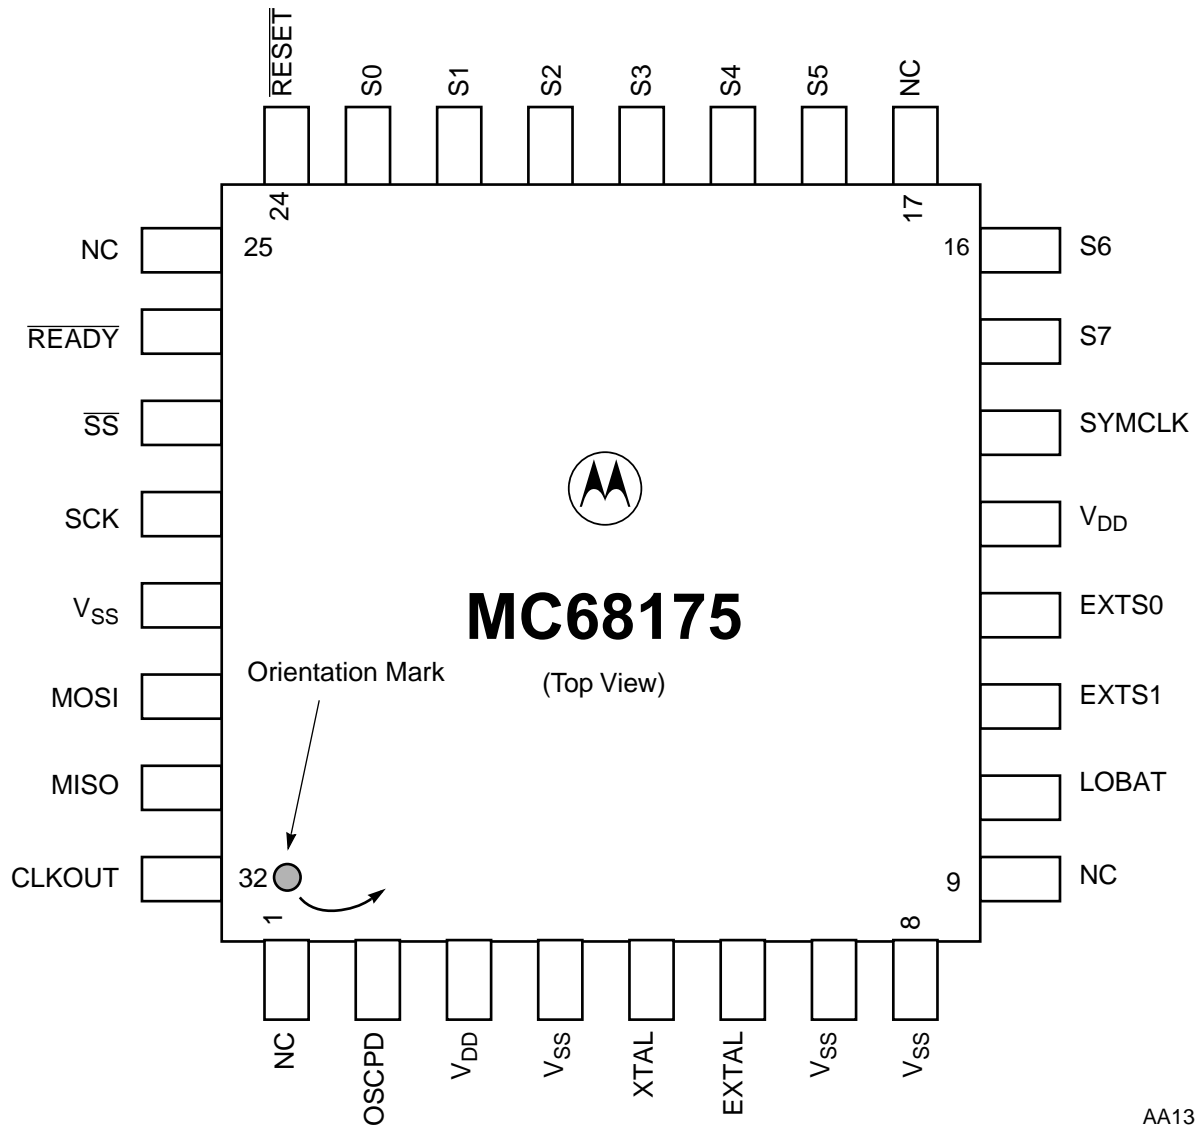 RESET
S0
S1
S2
S3
S4
S5
NC
24
17
NC
25
16
S6
READY
S7
SS
SYMCLK
SCK
VDD
VSS
EXTS0
MC68175
Orientation Mark
(Top View)
MOSI
EXTS1
MISO
LOBAT
CLKOUT
32
9
NC
1
8
NC
OSCPD
VDD
VSS
XTAL
EXTAL
VSS
VSS
AA13